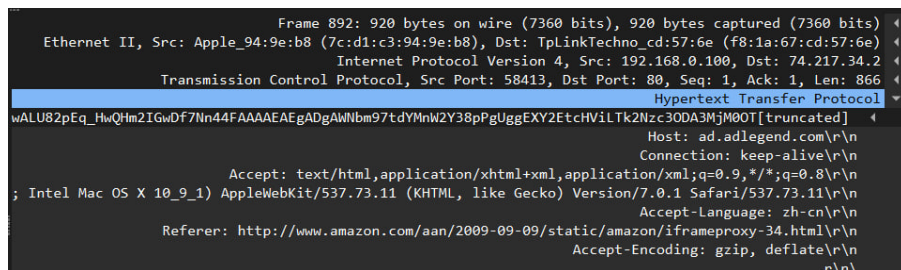 Frame 892: 920 bytes on wire (7360 bits), 920 bytes captured (7360 bits)
Ethernet II, Src: Apple_94:9e:b8 (7c:d1:c3:94:9e:b8), Dst: TpLinkTechno_cd:57:6e (f8:1a:67:cd:57:6e)
Internet Protocol Version 4, Src: 192.168.0.100, Dst: 74.217.34.2
Transmission Control Protocol, Src Port: 58413, Dst Port: 80, Seq: 1, Ack: 1, Len: 866
Hypertext Transfer Protocol
wALU82pEq_HwQHm2IGwDf7Nn44FAAAAEAEgADgAWNbm97tdYMnW2Y38pPgUggEXY2EtcHViLTk2Nzc3ODA3MjM0OT[truncated]
Host: ad.adlegend.com\r\n
Connection: keep-alive\r\n
Accept: text/html,application/xhtml+xml,application/xml;q=0.9,*/*;q=0.8\r\n
; Intel Mac OS X 10_9_1) AppleWebKit/537.73.11 (KHTML, like Gecko) Version/7.0.1 Safari/537.73.11\r\n
Accept-Language: zh-cn\r\n
Referer: http://www.amazon.com/aan/2009-09-09/static/amazon/iframeproxy-34.html\r\n
Accept-Encoding: gzip, deflate\r\n
\r\n